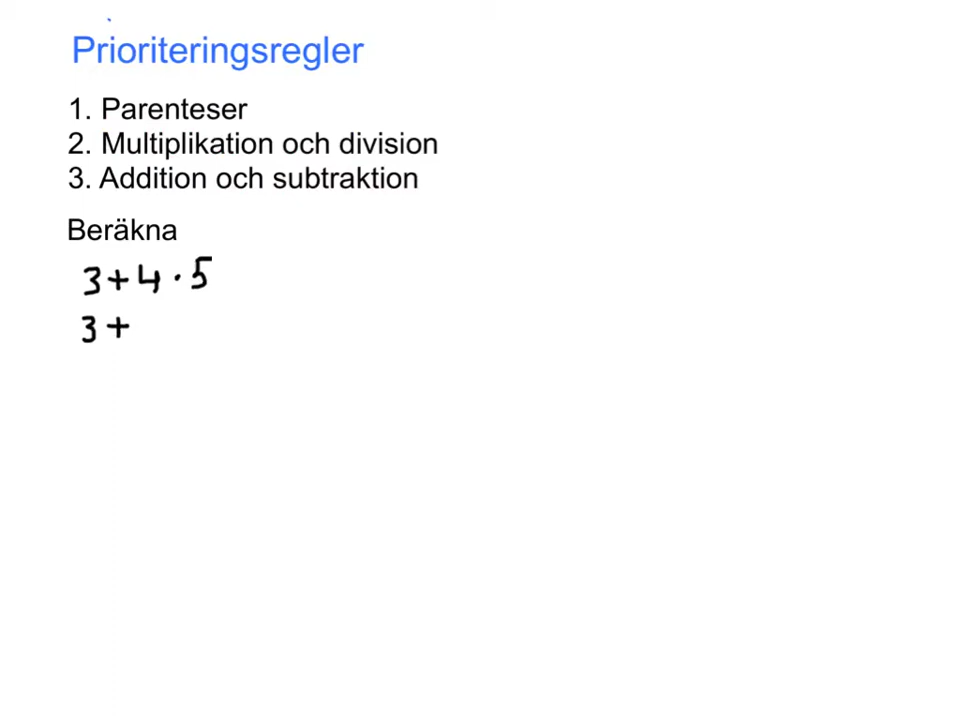 Prioriteringsregler
1. Parenteser
2. Multiplikation och division
3. Addition och subtraktion
Beräkna
3+4·5
3+